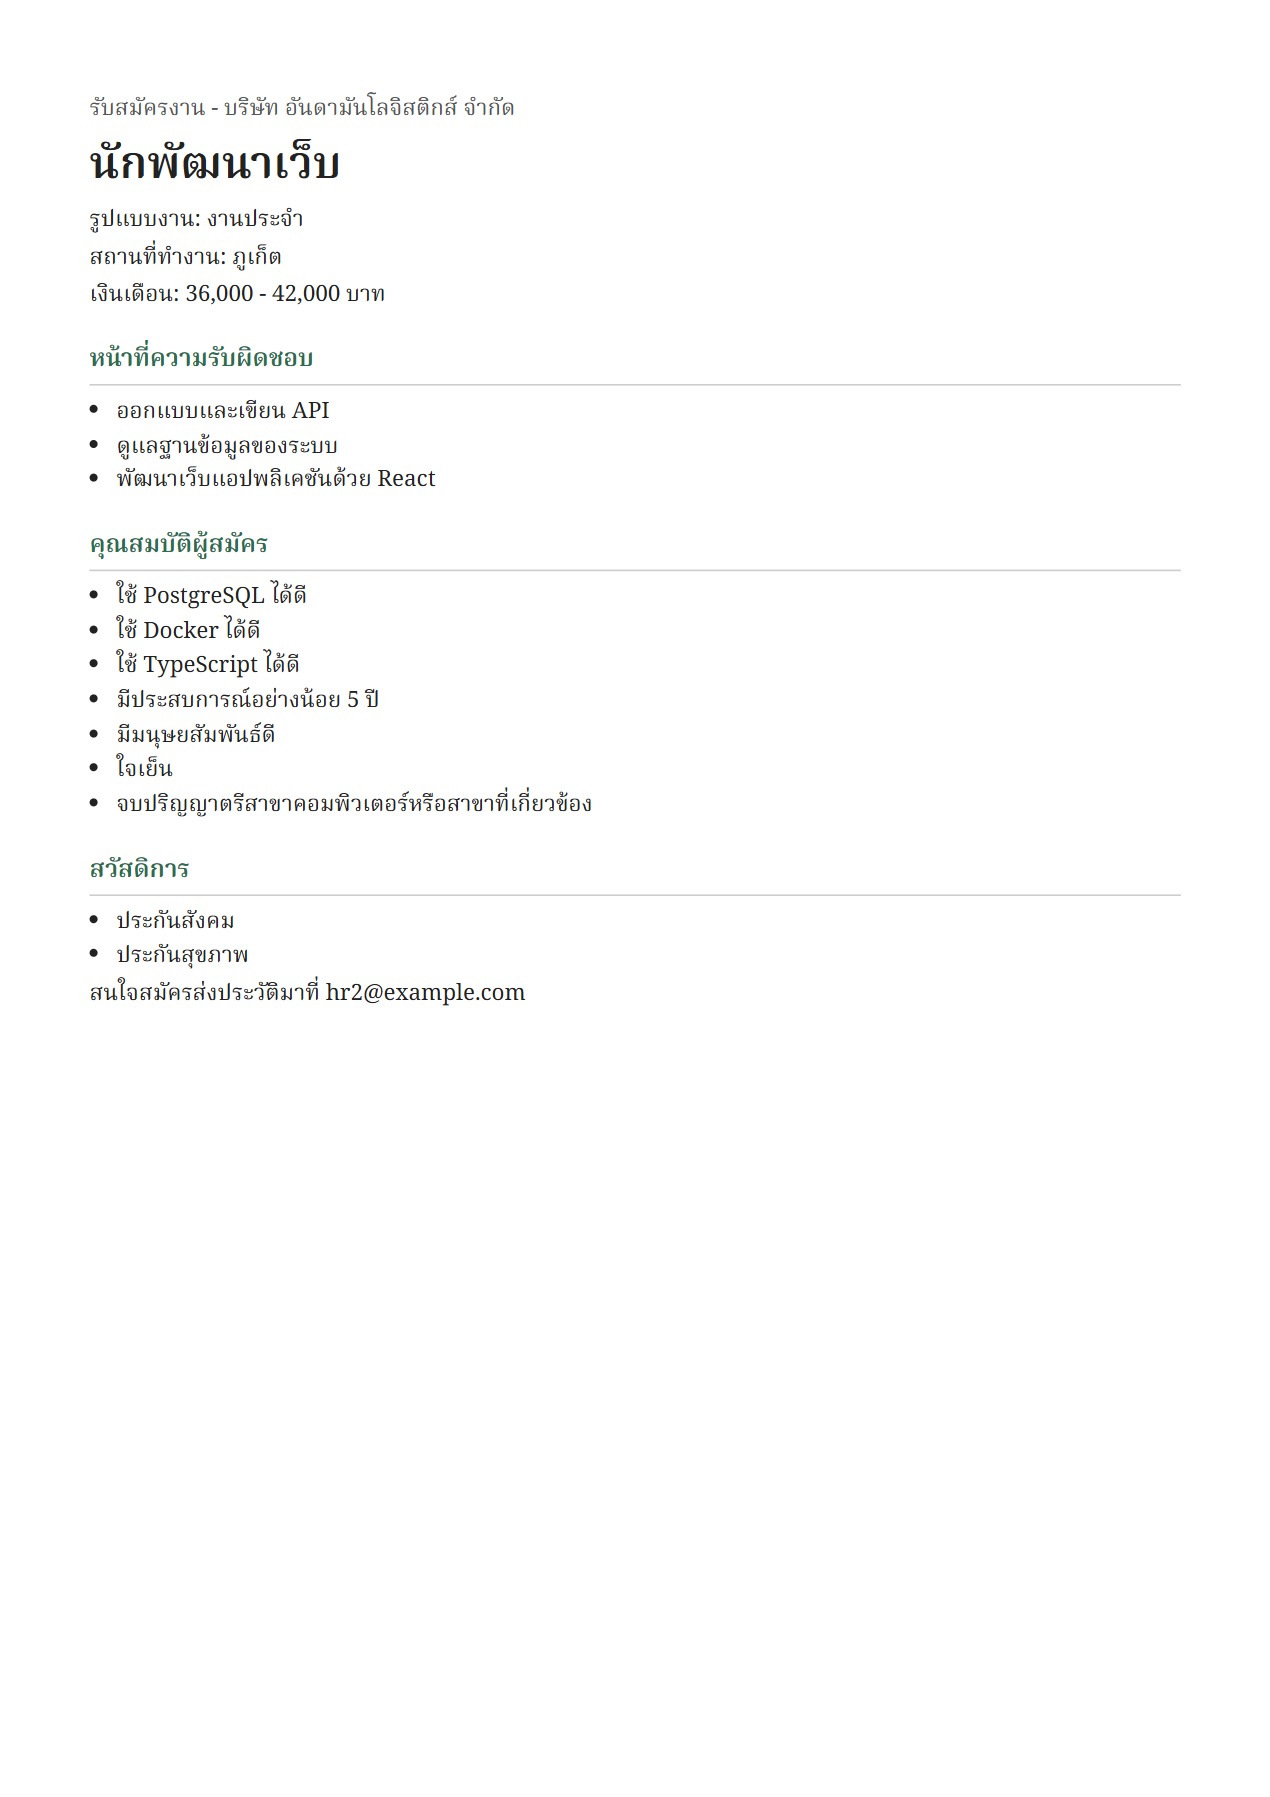 รับสมัครงาน - บริษัท อันดามันโลจิสติกส์ จำกัด
นักพัฒนาเว็บ
รูปแบบงาน: งานประจำ
สถานที่ทำงาน: ภูเก็ต
เงินเดือน: 36,000 - 42,000 บาท
หน้าที่ความรับผิดชอบ
• ออกแบบและเขียน API
• ดูแลฐานข้อมูลของระบบ
• พัฒนาเว็บแอปพลิเคชันด้วย React
คุณสมบัติผู้สมัคร
• ใช้ PostgreSQL ได้ดี
• ใช้ Docker ได้ดี
• ใช้ TypeScript ได้ดี
• มีประสบการณ์อย่างน้อย 5 ปี
• มีมนุษยสัมพันธ์ดี
• ใจเย็น
• จบปริญญาตรีสาขาคอมพิวเตอร์หรือสาขาที่เกี่ยวข้อง
สวัสดิการ
• ประกันสังคม
• ประกันสุขภาพ
สนใจสมัครส่งประวัติมาที่ hr2@example.com